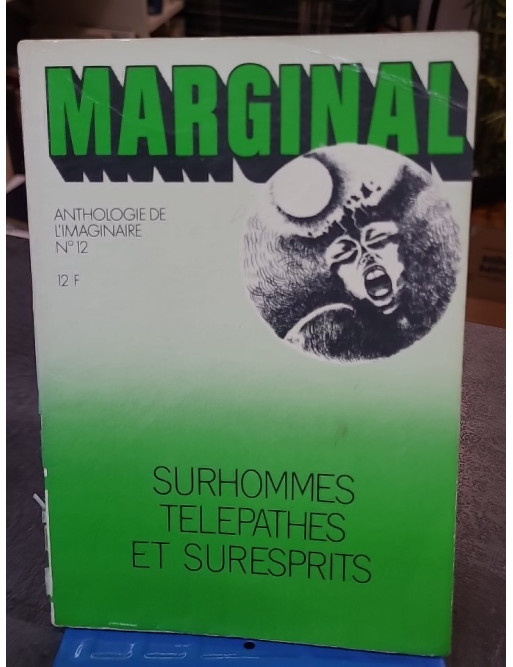 MARGINAL
ANTHOLOGIE DE
L'IMAGINAIRE
N° 12
12 F
SURHOMMES
TELEPATHES
ET SURESPRITS